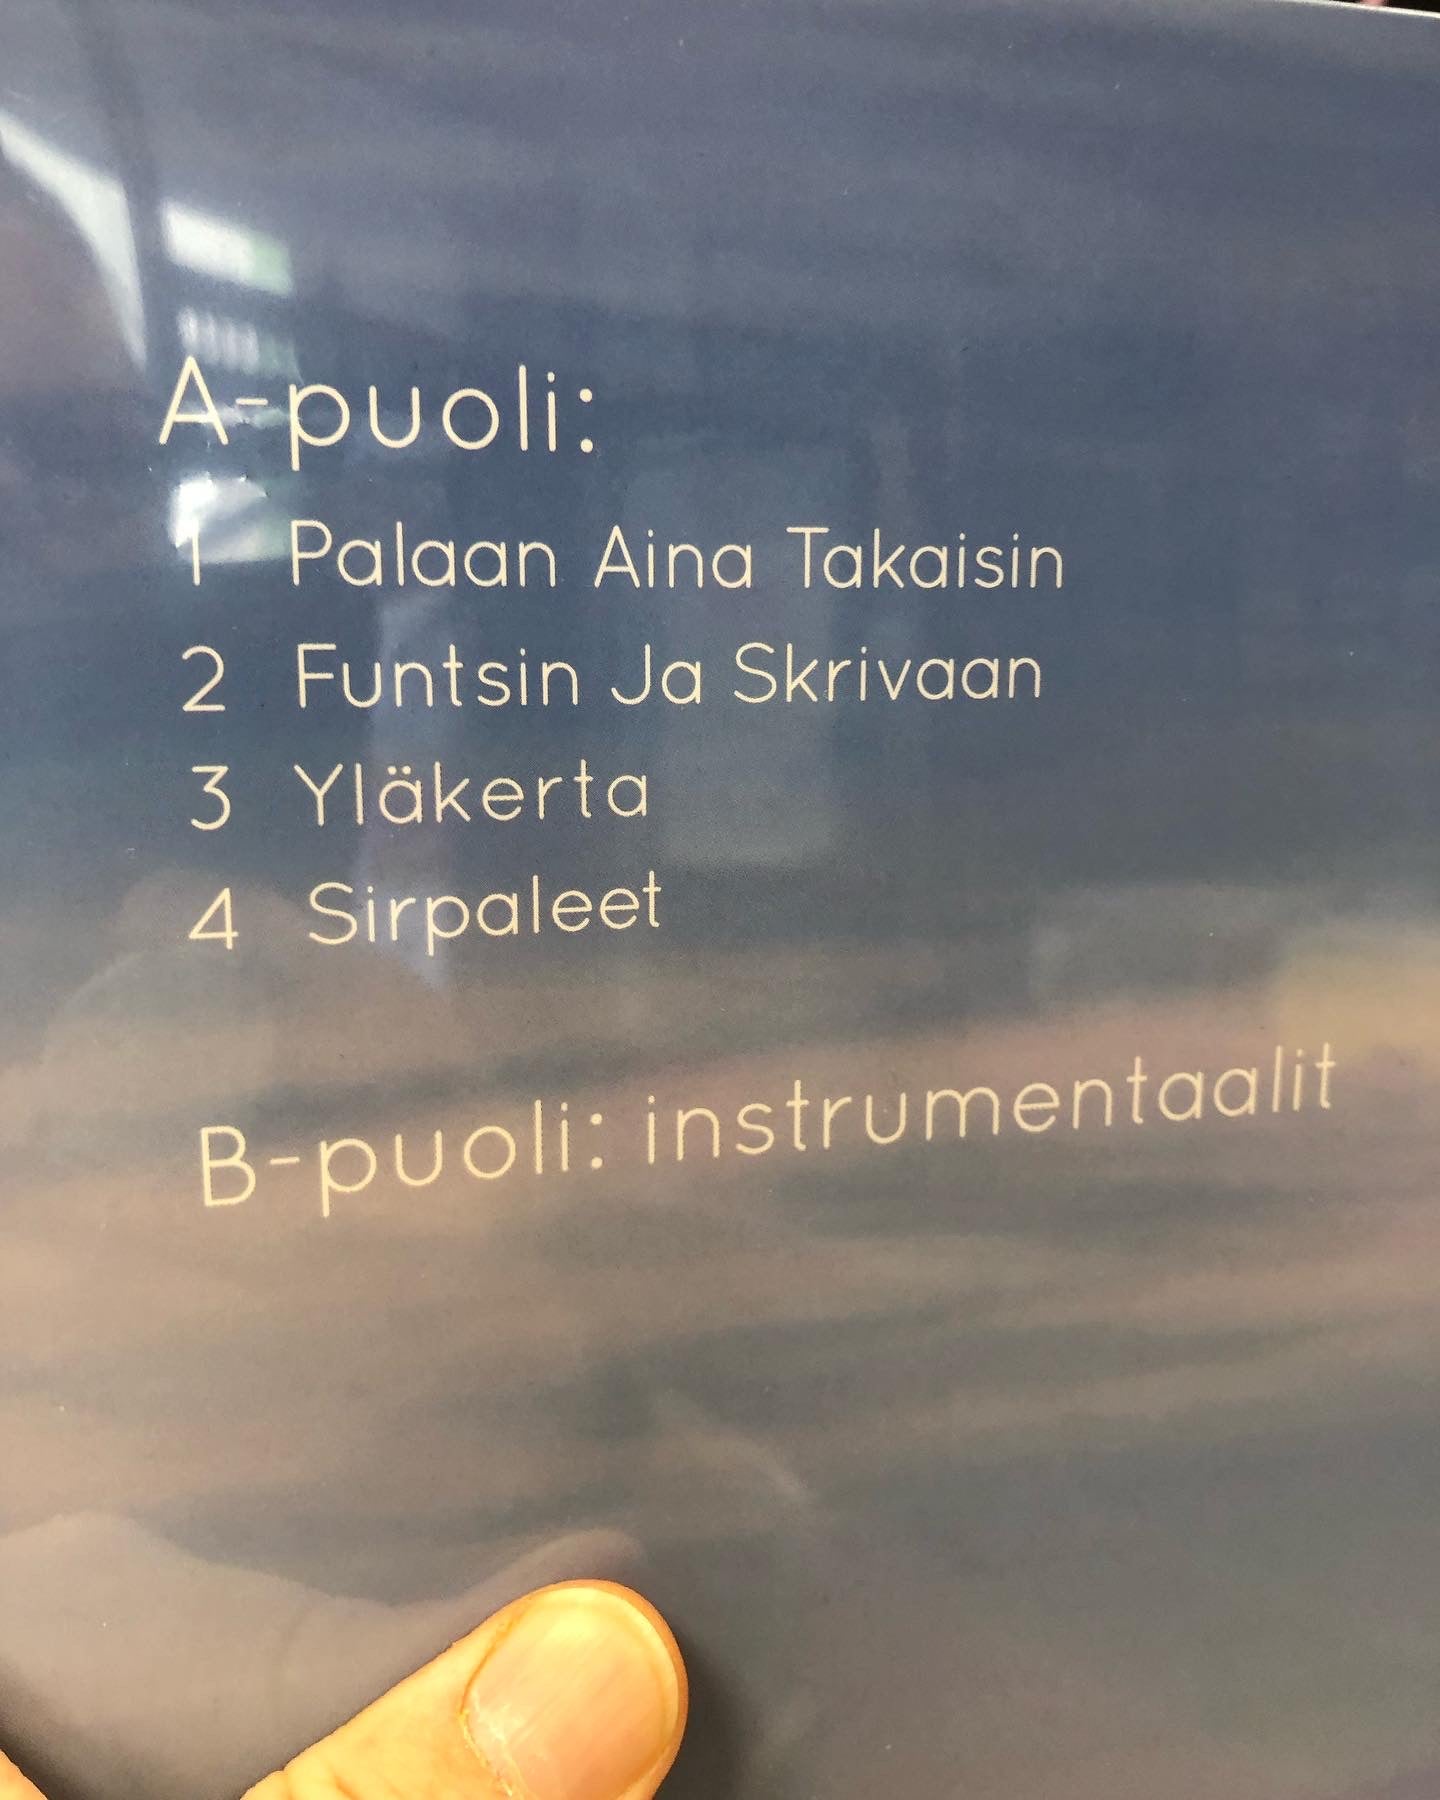 A-puoli:
1 Palaan Aina Takaisin
2 Funtsin Ja Skrivaan
3 Yläkerta
4 Sirpaleet
B-puoli: instrumentaalit